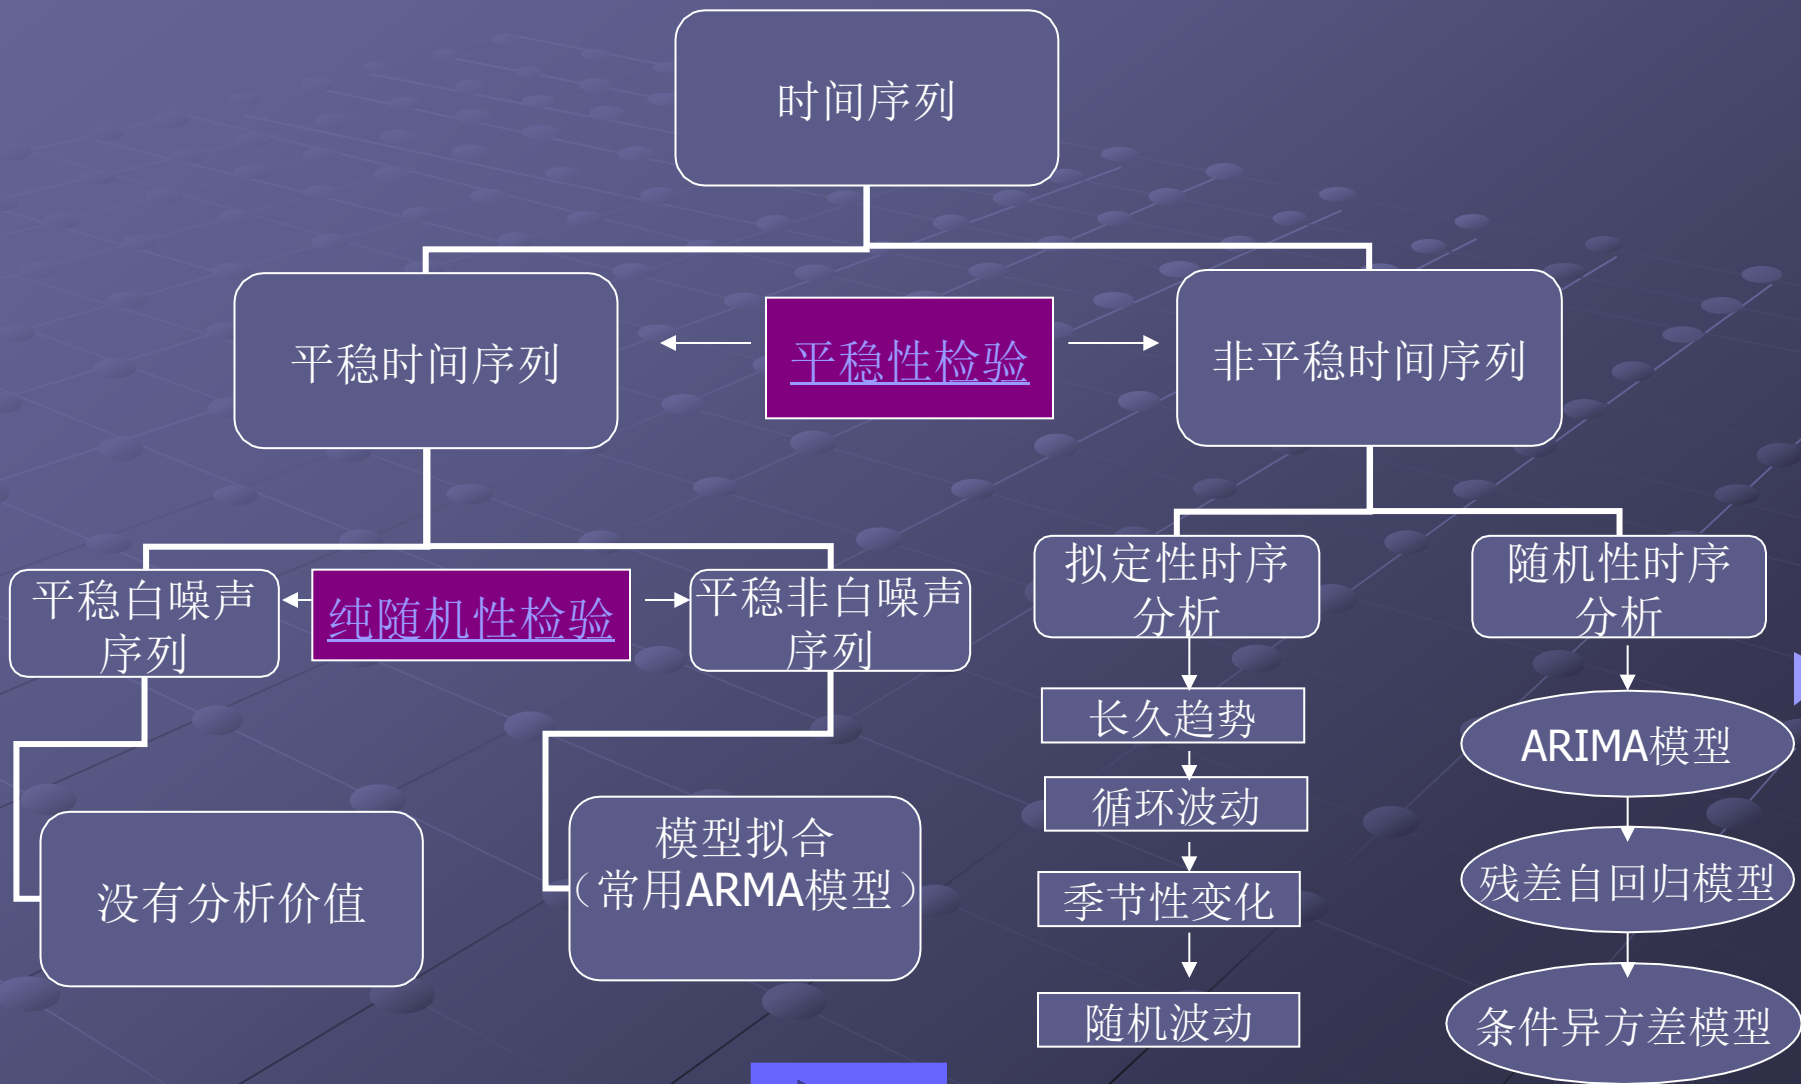 时间序列
平稳时间序列
平稳性检验
非平稳时间序列
平稳白噪声
序列
纯随机性检验
平稳非白噪声
序列
拟定性时序
分析
随机性时序
分析
没有分析价值
模型拟合
（常用ARMA模型）
长久趋势
循环波动
季节性变化
随机波动
ARIMA模型
残差自回归模型
条件异方差模型